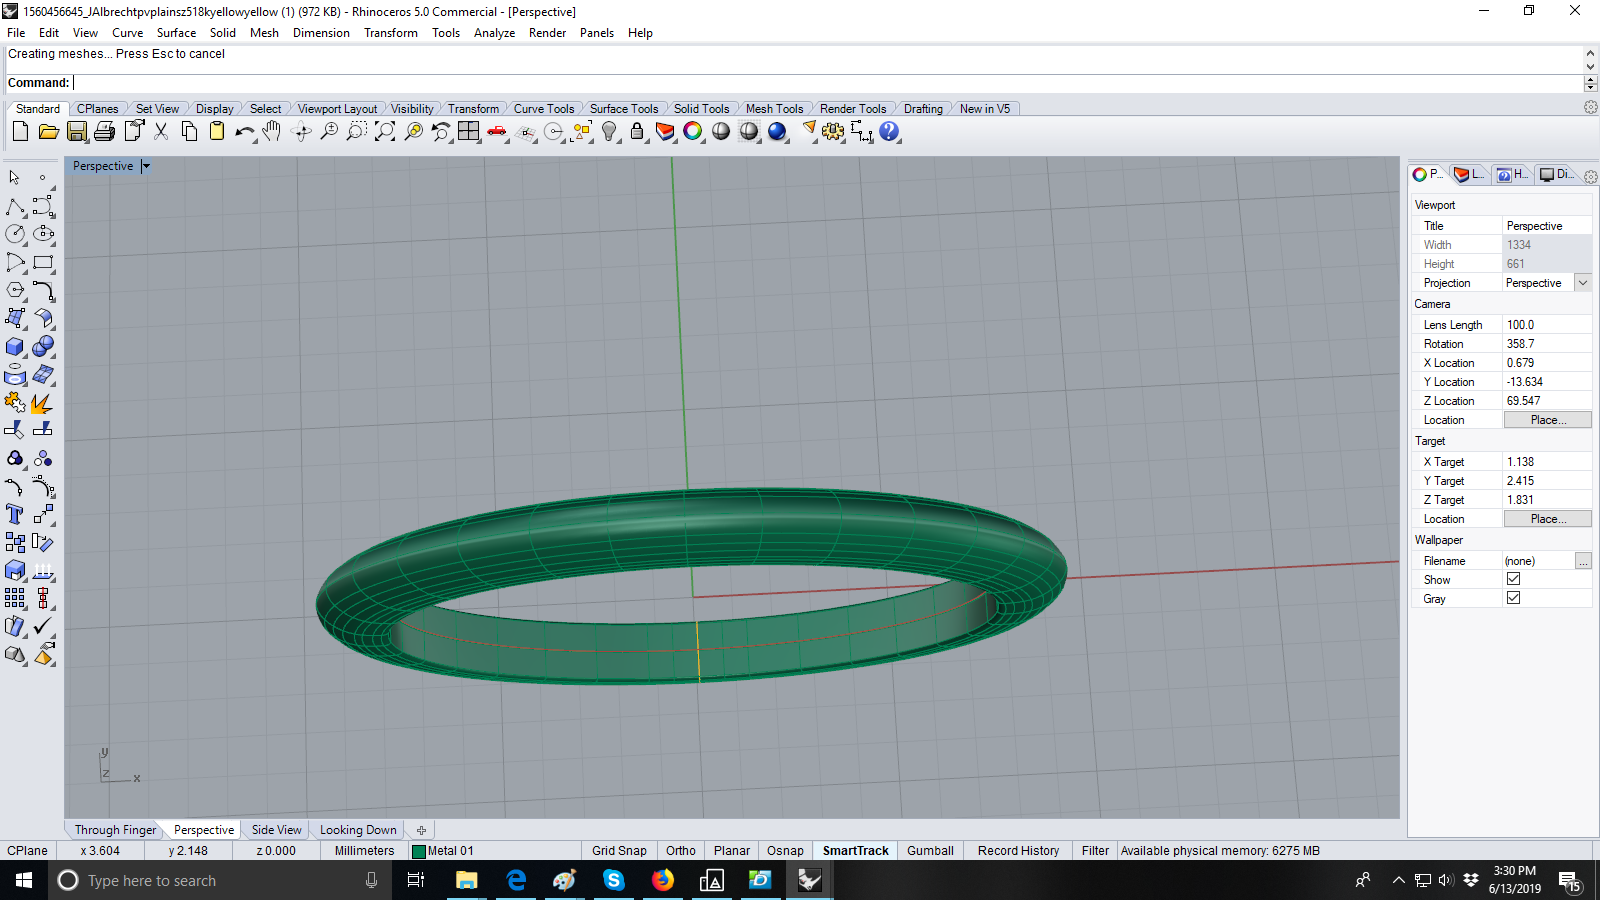 1560456645_JAlbrechtpvplainsz518kyellowyellow (1) (972 KB) - Rhinoceros 5.0 Commercial - [Perspective]
File Edit View Curve Surface Solid Mesh Dimension Transform Tools Analyze Render Panels Help
Creating meshes... Press Esc to cancel
Command:
Standard CPlanes Set View Display Select Viewport Layout Visibility Transform Curve Tools Surface Tools Solid Tools Mesh Tools Render Tools Drafting New in V5
Perspective
P... L... H... Di...
Viewport
Title Perspective
Width 1334
Height 661
Projection Perspective
Camera
Lens Length 100.0
Rotation 358.7
X Location 0.679
Y Location -13.634
Z Location 69.547
Location Place...
Target
X Target 1.138
Y Target 2.415
Z Target 1.831
Location Place...
Wallpaper
Filename (none) ...
Show
Gray
y
z x
Through Finger Perspective Side View Looking Down
CPlane x 3.604 y 2.148 z 0.000 Millimeters Metal 01 Grid Snap Ortho Planar Osnap SmartTrack Gumball Record History Filter Available physical memory: 6275 MB
Type here to search
3:30 PM
6/13/2019
15